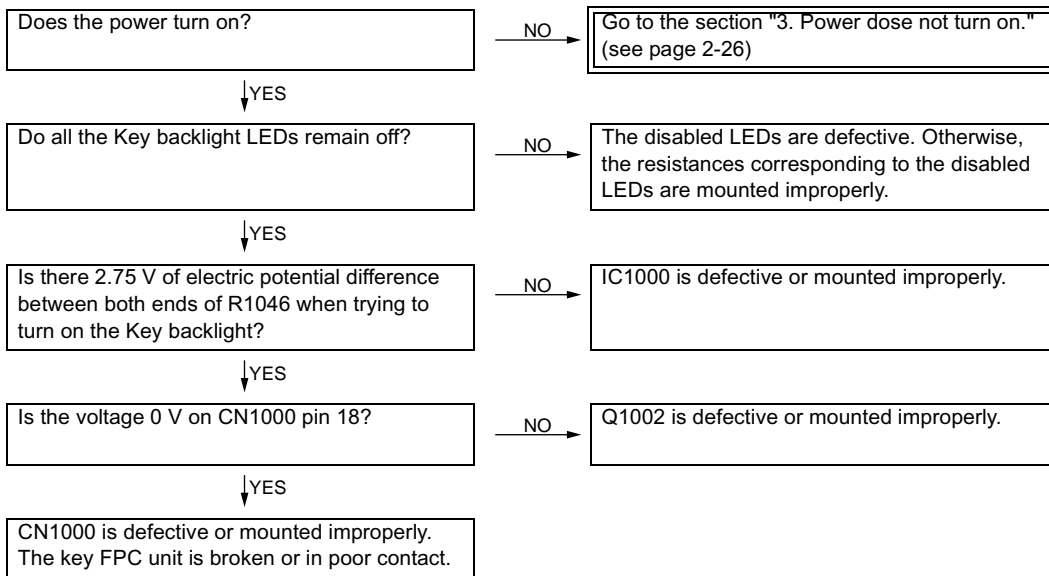 Does the power turn on?
NO
Go to the section "3. Power dose not turn on."
(see page 2-26)
YES
Do all the Key backlight LEDs remain off?
NO
The disabled LEDs are defective. Otherwise,
the resistances corresponding to the disabled
LEDs are mounted improperly.
YES
Is there 2.75 V of electric potential difference
between both ends of R1046 when trying to
turn on the Key backlight?
NO
IC1000 is defective or mounted improperly.
YES
Is the voltage 0 V on CN1000 pin 18?
NO
Q1002 is defective or mounted improperly.
YES
CN1000 is defective or mounted improperly.
The key FPC unit is broken or in poor contact.